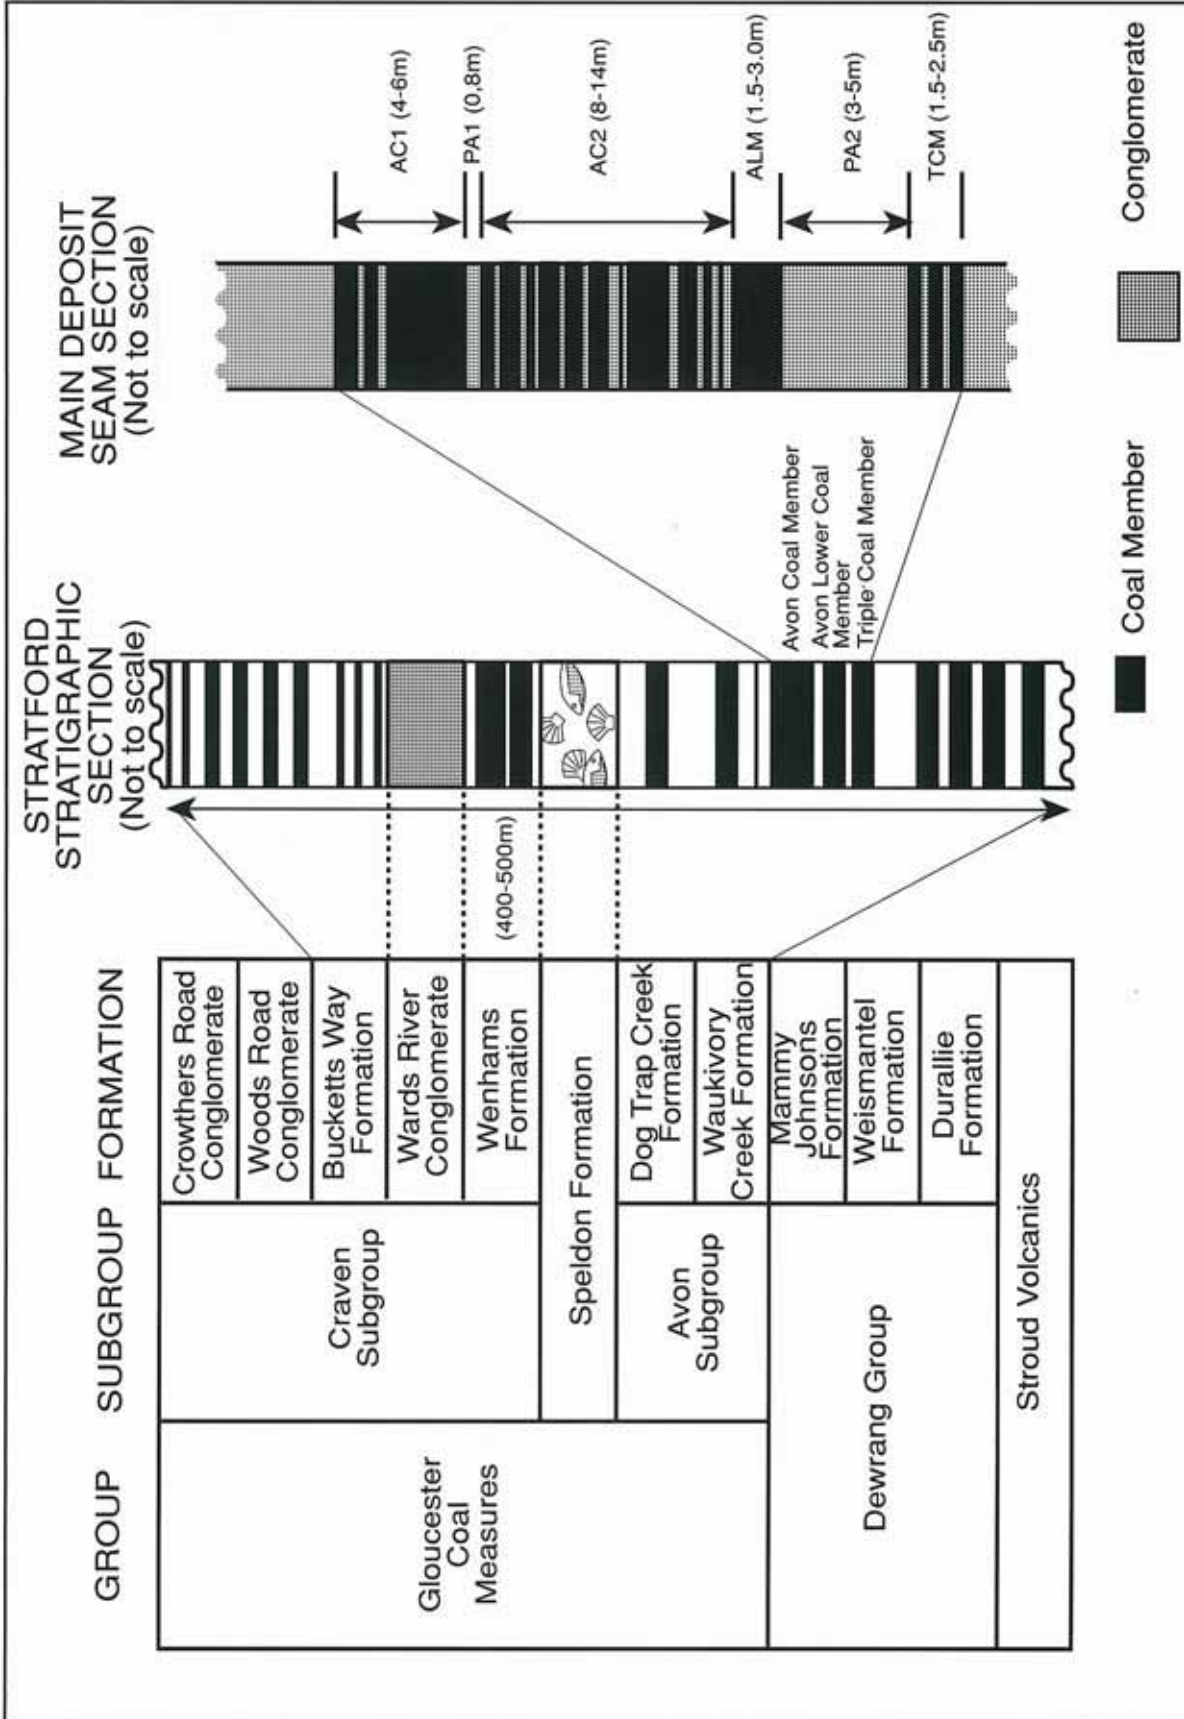 GROUP
SUBGROUP
FORMATION
STRATFORD
STRATIGRAPHIC
SECTION
(Not to scale)
MAIN DEPOSIT
SEAM SECTION
(Not to scale)
Gloucester
Coal
Measures
Craven
Subgroup
Crowthers Road
Conglomerate
Woods Road
Conglomerate
Bucketts Way
Formation
Wards River
Conglomerate
Wenhams
Formation
Speldon Formation
Avon
Subgroup
Dog Trap Creek
Formation
Waukivory
Creek Formation
Dewrang Group
Mammy
Johnsons
Formation
Weismantel
Formation
Durallie
Formation
Stroud Volcanics
(400-500m)
Avon Coal Member
Avon Lower Coal
Member
Triple Coal Member
AC1 (4-6m)
PA1 (0,8m)
AC2 (8-14m)
ALM (1.5-3.0m)
PA2 (3-5m)
TCM (1.5-2.5m)
Coal Member
Conglomerate